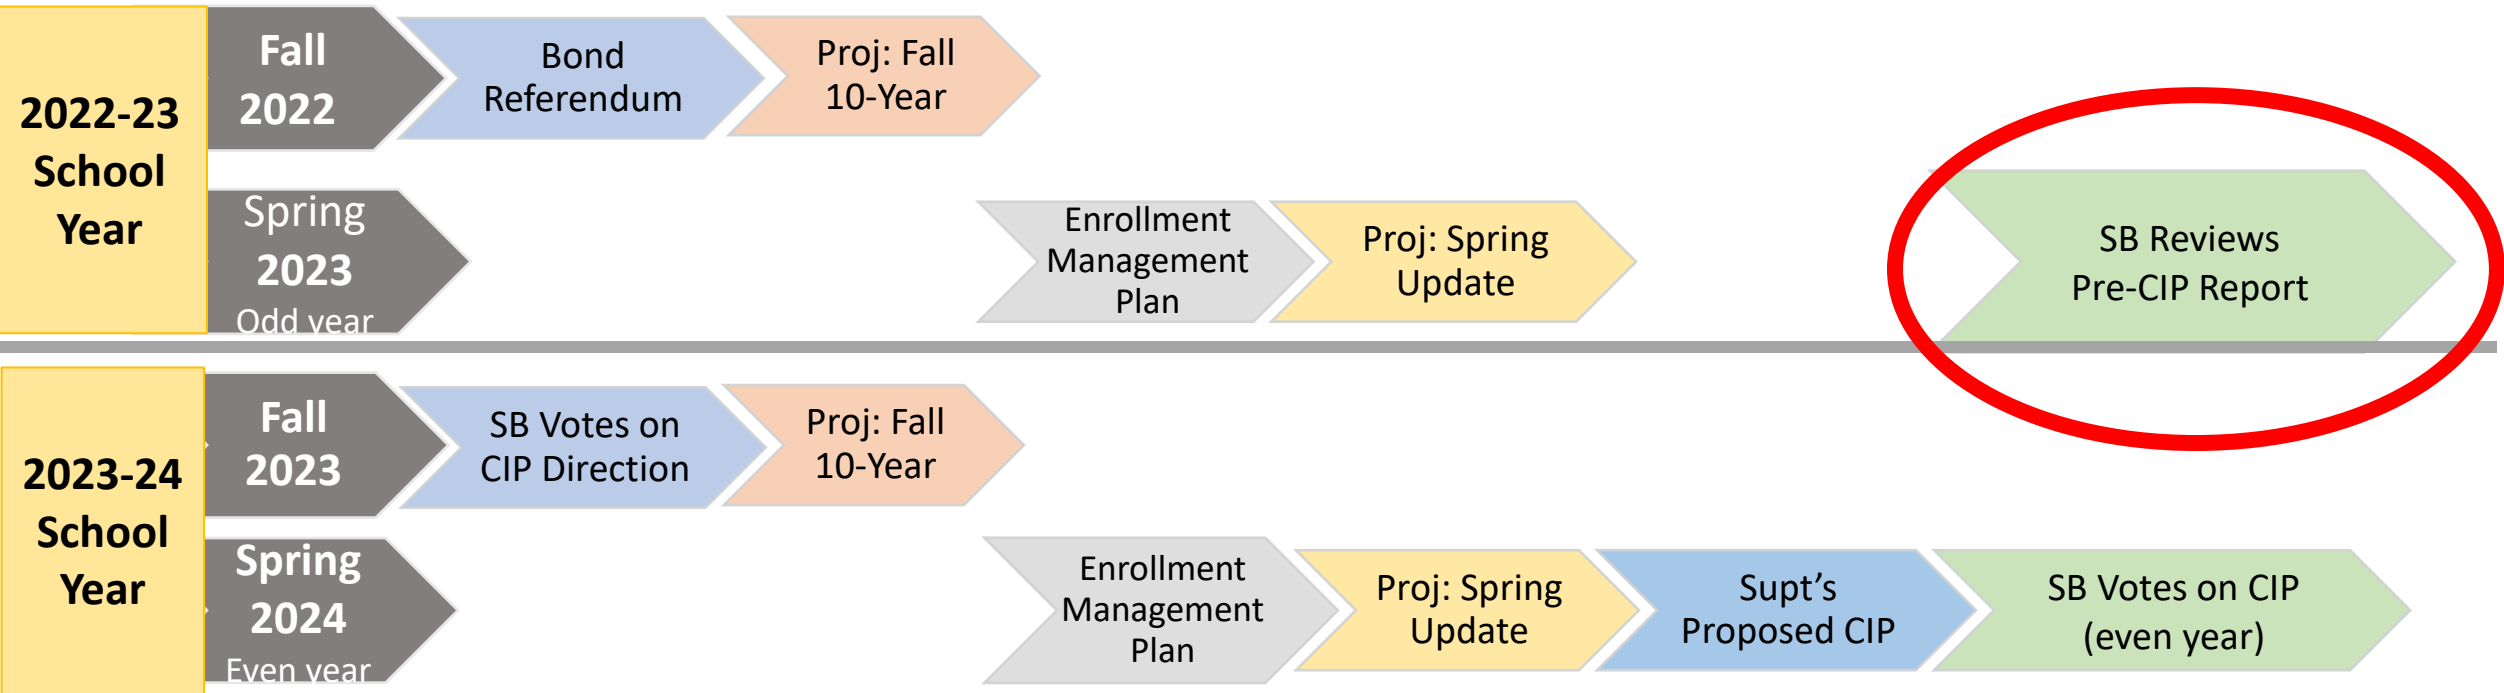 2022-23
School
Year
Fall
2022
Bond
Referendum
Proj: Fall
10-Year
Spring
2023
Odd year
Enrollment
Management
Plan
Proj: Spring
Update
SB Reviews
Pre-CIP Report
2023-24
School
Year
Fall
2023
SB Votes on
CIP Direction
Proj: Fall
10-Year
Spring
2024
Even year
Enrollment
Management
Plan
Proj: Spring
Update
Supt’s
Proposed CIP
SB Votes on CIP
(even year)